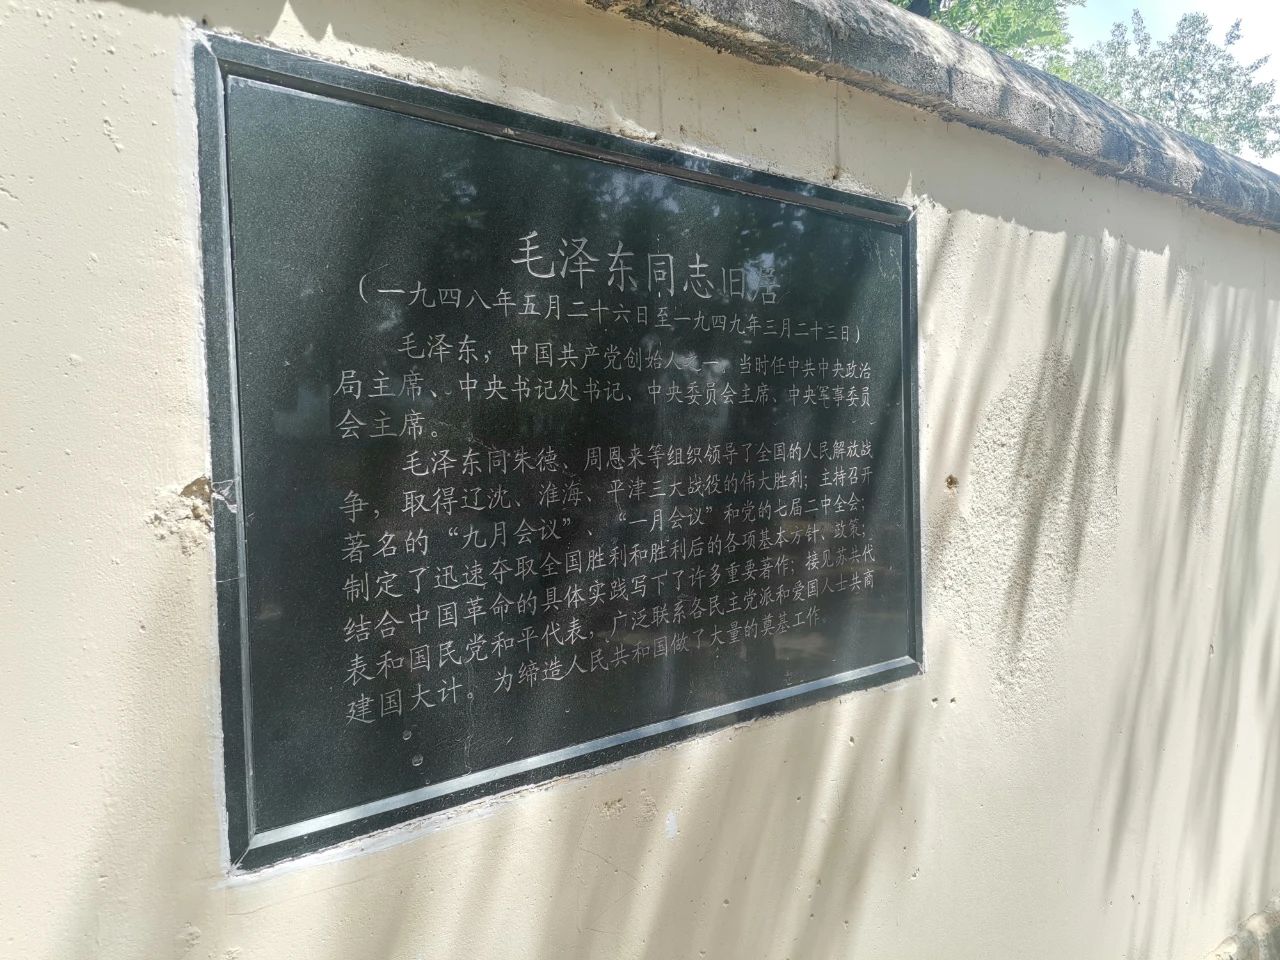 毛泽东同志旧居
（一九四八年五月二十六日至一九四九年三月二十三日）
毛泽东，中国共产党创始人之一，当时任中共中央政治
局主席、中央书记处书记、中央委员会主席、中央军事委员
会主席。
毛泽东同朱德、周恩来等组织领导了全国的人民解放战
争，取得辽沈、淮海、平津三大战役的伟大胜利；主持召开
著名的“九月会议”、“一月会议”和党的七届二中全会；
制定了迅速夺取全国胜利和胜利后的各项基本方针、政策；
结合中国革命的具体实践写下了许多重要著作；接见苏共代
表和国民党和平代表，广泛联系各民主党派和爱国人士共商
建国大计。为缔造人民共和国做了大量的奠基工作。